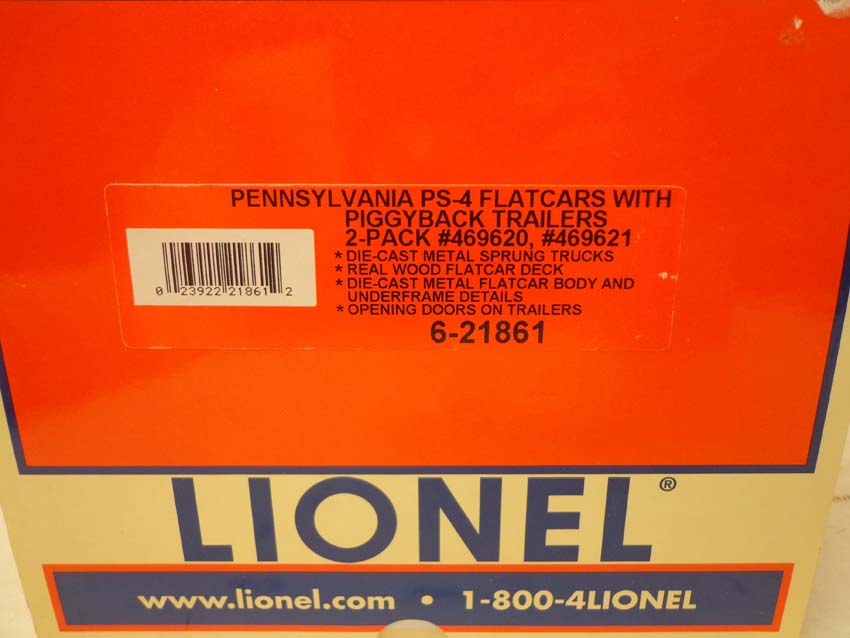 PENNSYLVANIA PS-4 FLATCARS WITH
PIGGYBACK TRAILERS
2-PACK #469620, #469621
* DIE-CAST METAL SPRUNG TRUCKS
* REAL WOOD FLATCAR DECK
* DIE-CAST METAL FLATCAR BODY AND
UNDERFRAME DETAILS
* OPENING DOORS ON TRAILERS
6-21861
0 23922 21861 2
LIONEL®
www.lionel.com • 1-800-4LIONEL